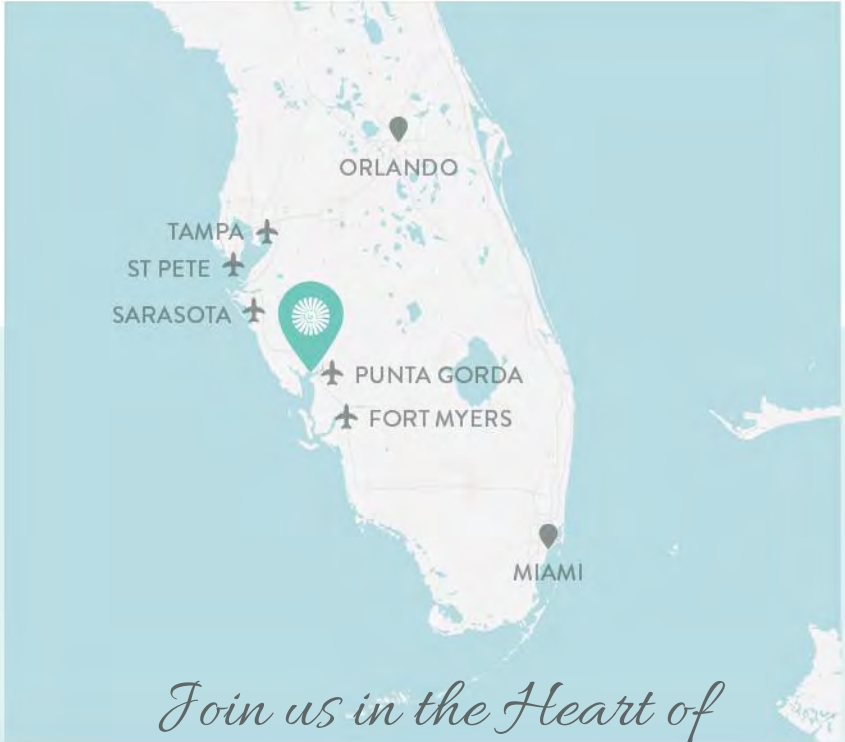 ORLANDO
TAMPA
ST PETE
SARASOTA
PUNTA GORDA
FORT MYERS
MIAMI
Join us in the Heart of